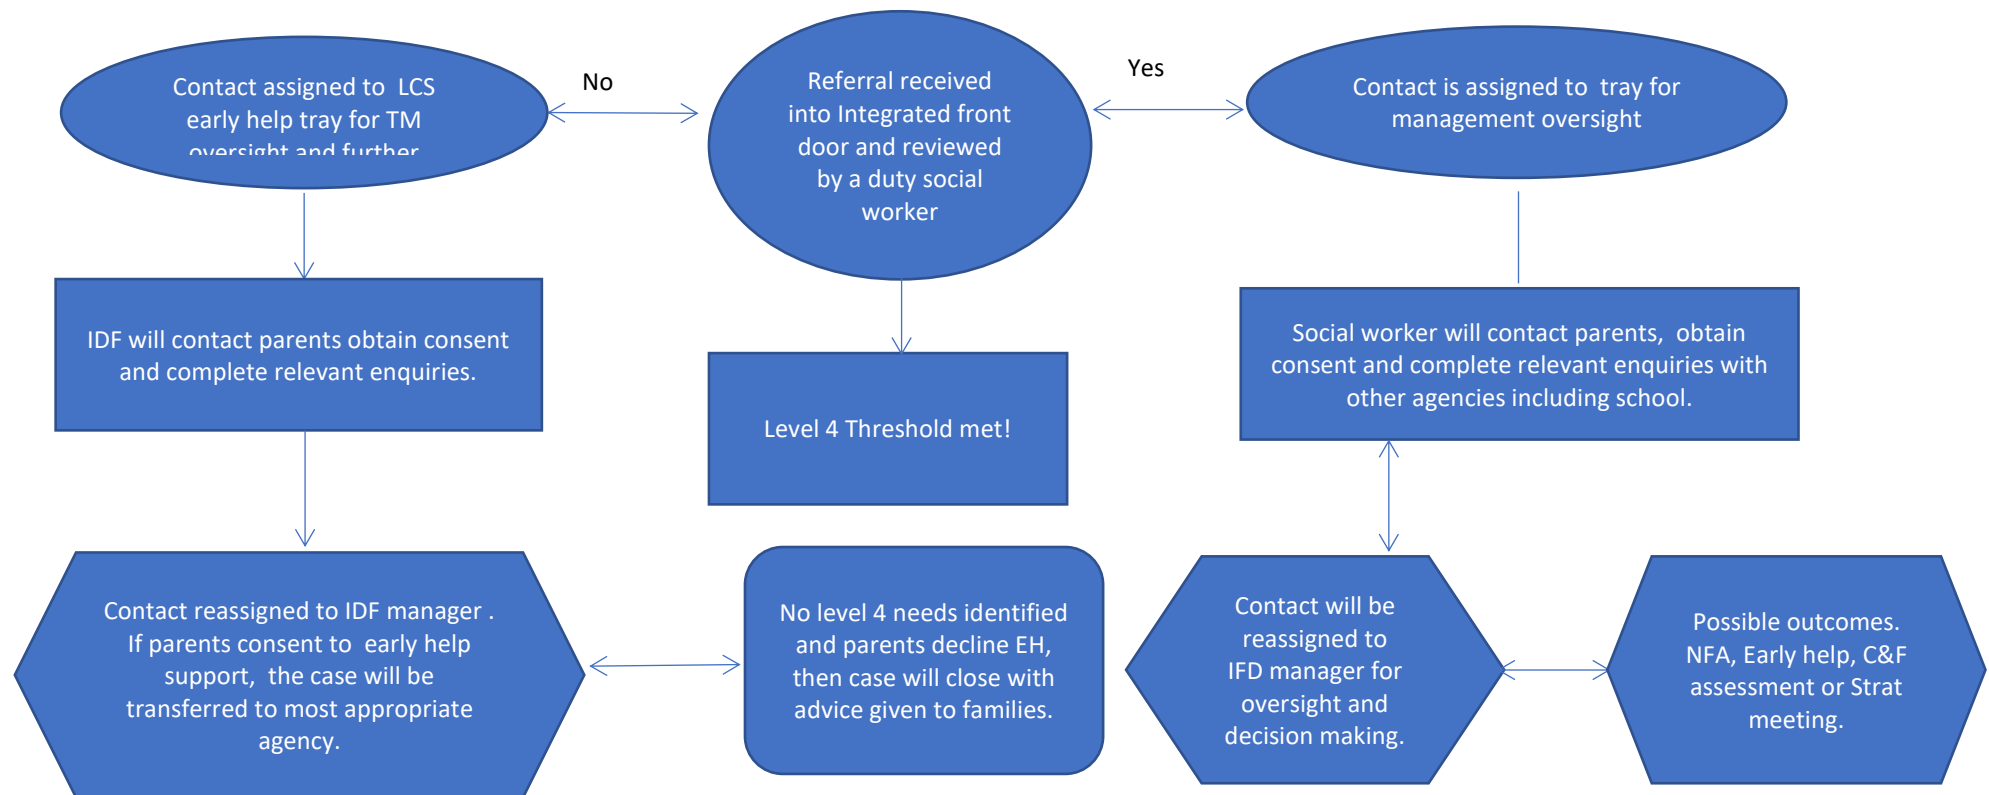 Contact assigned to LCS
early help tray for TM
oversight and further
No
Referral received
into Integrated front
door and reviewed
by a duty social
worker
Yes
Contact is assigned to tray for
management oversight
IDF will contact parents obtain consent
and complete relevant enquiries.
Level 4 Threshold met!
Social worker will contact parents, obtain
consent and complete relevant enquiries with
other agencies including school.
Contact reassigned to IDF manager .
If parents consent to early help
support, the case will be
transferred to most appropriate
agency.
No level 4 needs identified
and parents decline EH,
then case will close with
advice given to families.
Contact will be
reassigned to
IFD manager for
oversight and
decision making.
Possible outcomes.
NFA, Early help, C&F
assessment or Strat
meeting.